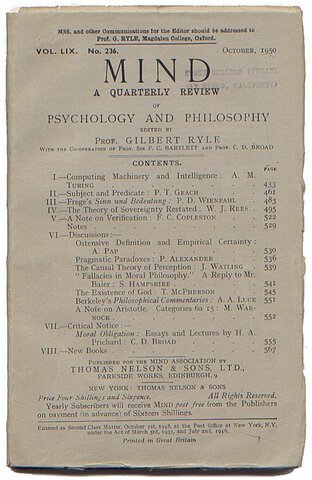 MSS. and other Communications for the Editor should be addressed to
Prof. G. RYLE, Magdalen College, Oxford.
VOL. LIX. No. 236. OCTOBER, 1950
MIND
A QUARTERLY REVIEW
OF
PSYCHOLOGY AND PHILOSOPHY
EDITED BY
PROF. GILBERT RYLE
WITH THE CO-OPERATION OF PROF. SIR F. C. BARTLETT AND PROF. C. D. BROAD
CONTENTS.
PAGE
I.—Computing Machinery and Intelligence: A. M.
TURING 433
II.—Subject and Predicate: P. T. GEACH 461
III.—Frege's Sinn und Bedeutung: P. D. WIENPAHL 483
IV.—The Theory of Sovereignty Restated: W. J. REES 495
V.—A Note on Verification: F. C. COPLESTON 522
Notes 529
VI.—Discussions:—
Ostensive Definition and Empirical Certainty:
A. PAP 530
Pragmatic Paradoxes: P. ALEXANDER 536
The Causal Theory of Perception: J. WATLING 539
"Fallacies in Moral Philosophy." A Reply to Mr.
Baier: S. HAMPSHIRE 541
The Existence of God: T. MCPHERSON 545
Berkeley's Philosophical Commentaries: A. A. LUCE 551
A Note on Aristotle. Categories 6a 15: M. WAR-
NOCK 552
VII.—Critical Notice:—
Moral Obligation: Essays and Lectures by H. A.
Prichard: C. D. BROAD 555
VIII.—New Books 567
PUBLISHED FOR THE MIND ASSOCIATION BY
THOMAS NELSON & SONS, LTD.,
PARKSIDE WORKS, EDINBURGH, 9
NEW YORK: THOMAS NELSON & SONS
Price Four Shillings and Sixpence. All Rights Reserved.
Yearly Subscribers will receive MIND post free from the Publishers
on payment (in advance) of Sixteen Shillings.
Entered as Second Class Matter, October 1st, 1948, at the Post Office at New York, N.Y.,
under the Act of March 3rd, 1931, and July 2nd, 1946.
Printed in Great Britain